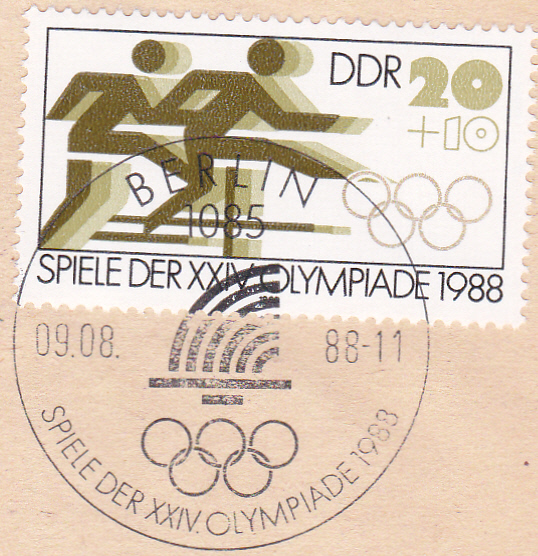 DDR 20
+10
SPIELE DER XXIV. OLYMPIADE 1988
BERLIN
1085
09.08. 88-11
SPIELE DER XXIV. OLYMPIADE 1988